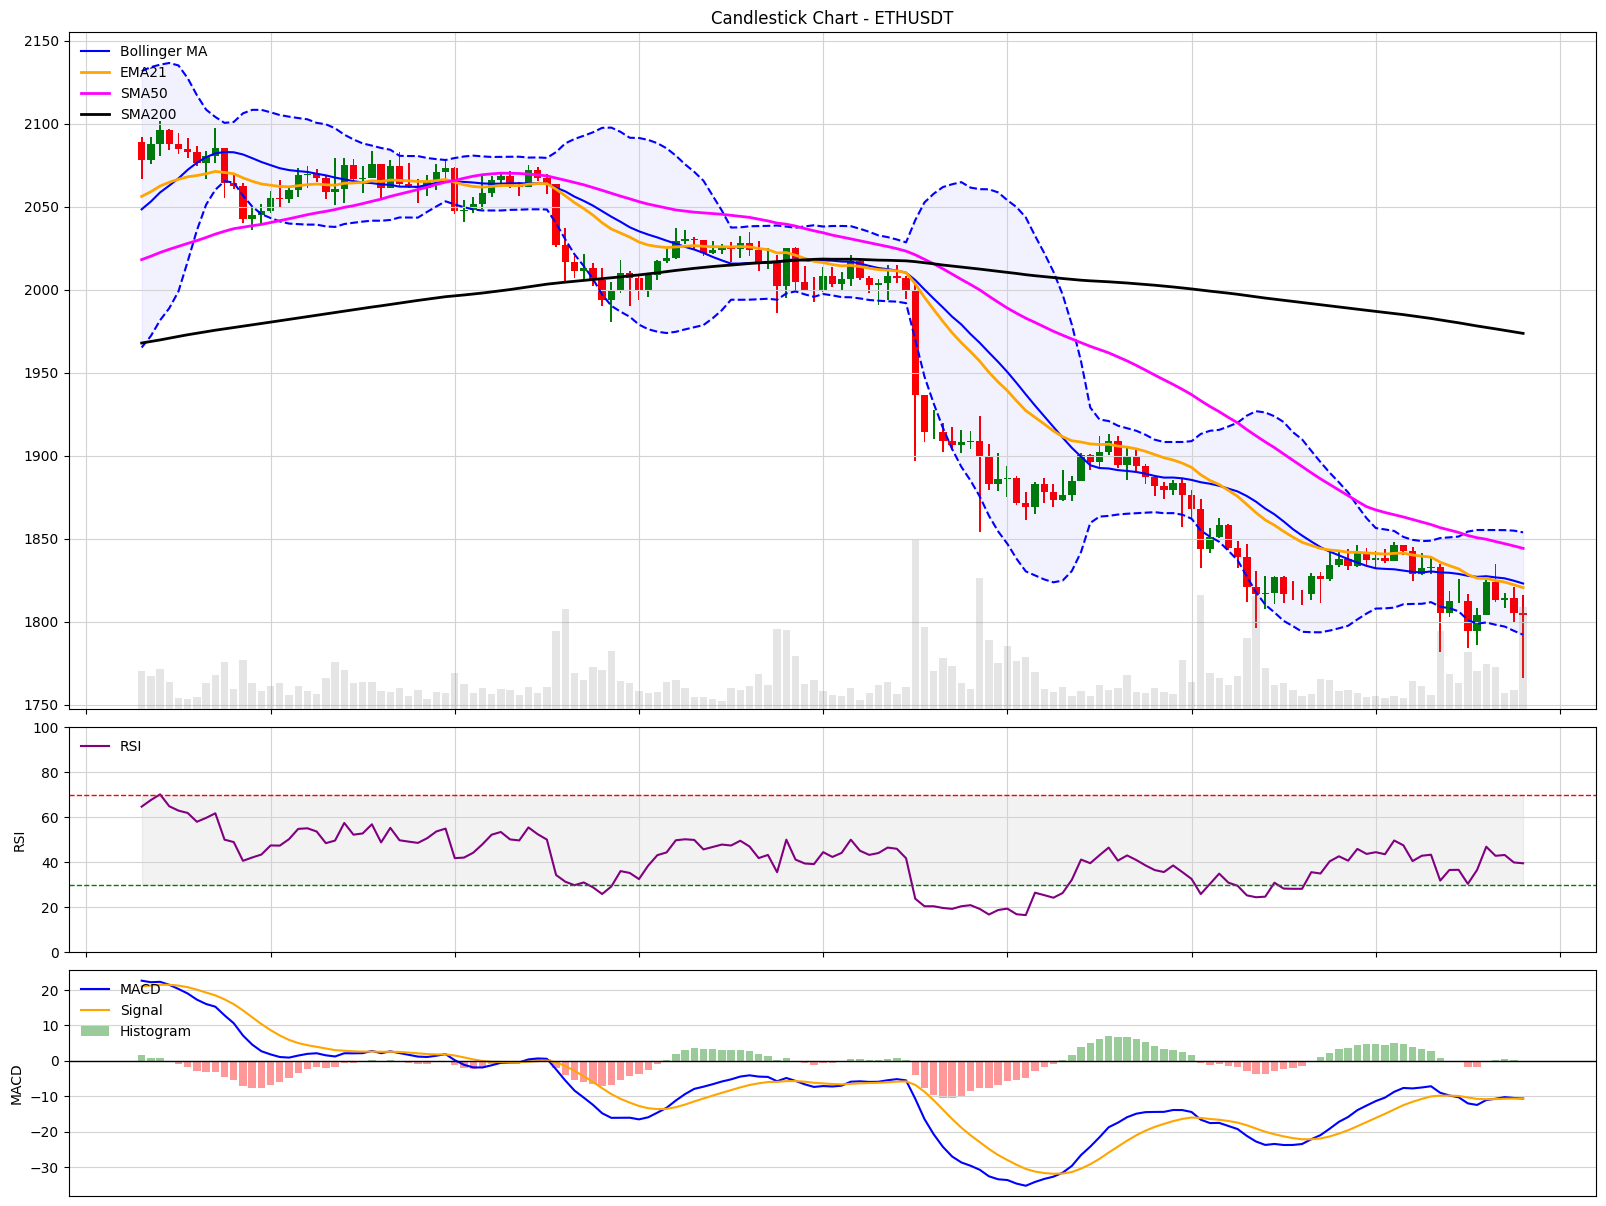 Candlestick Chart - ETHUSDT
2150
2100
2050
2000
1950
1900
1850
1800
1750
Bollinger MA
EMA21
SMA50
SMA200
100
80
60
40
20
0
RSI
RSI
20
10
0
−10
−20
−30
MACD
MACD
Signal
Histogram